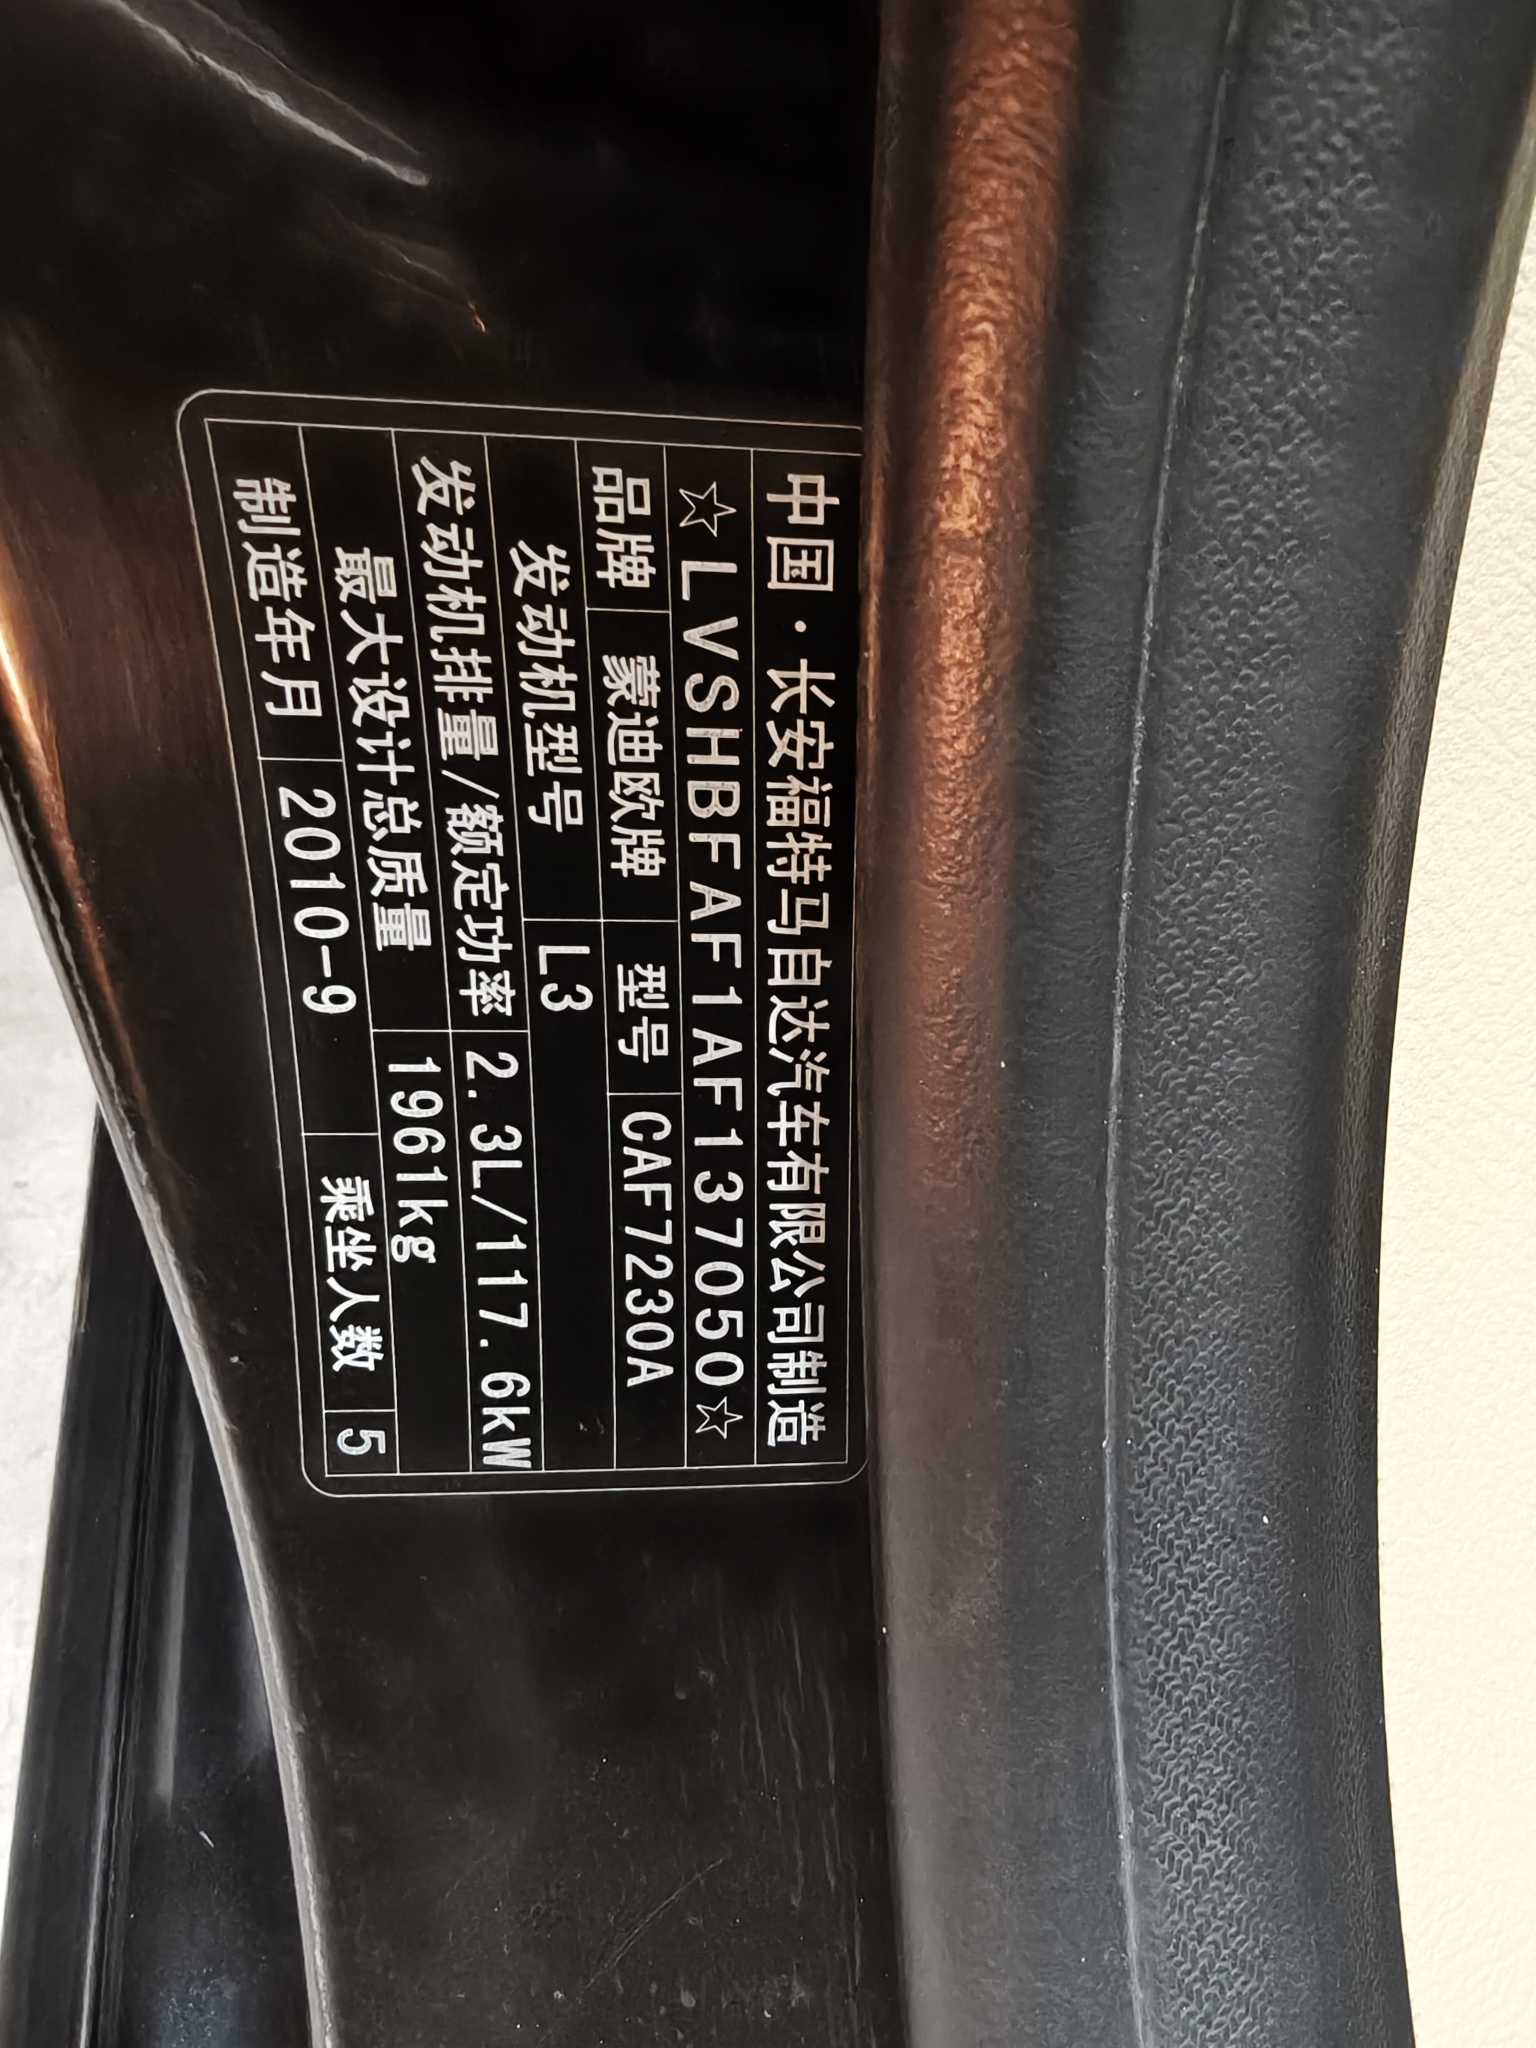 中国·长安福特马自达汽车有限公司制造
☆LVSHBFAF1AF137050☆
品牌 蒙迪欧牌 型号 CAF7230A
发动机型号 L3
发动机排量/额定功率 2.3L/117.6kW
最大设计总质量 1961kg
制造年月 2010-9 乘坐人数 5